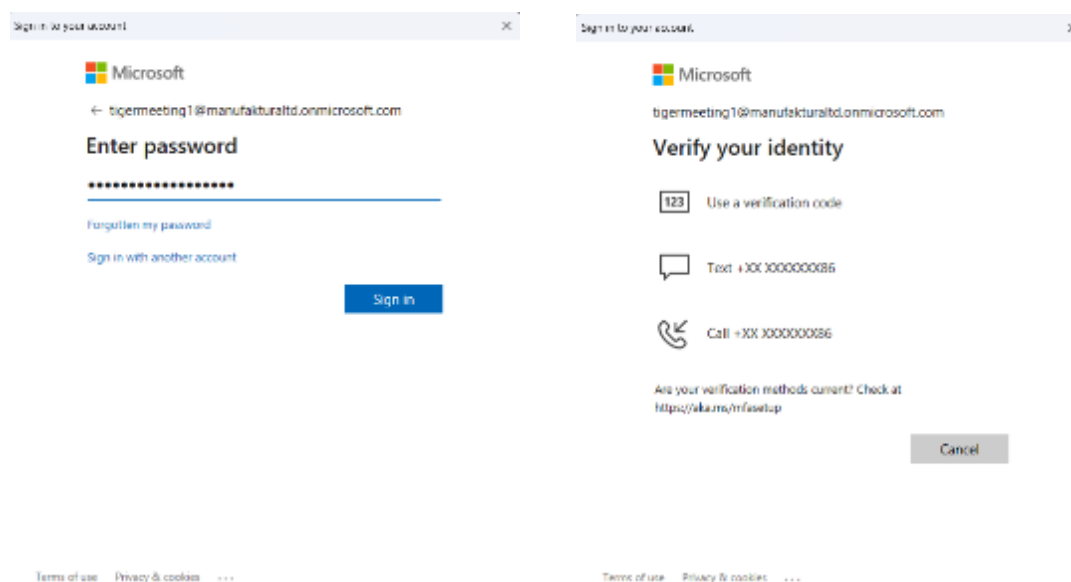 Sign in to your account
Microsoft
← tigermeeting1@manufakturaltd.onmicrosoft.com
Enter password
••••••••••••••••••
Forgotten my password
Sign in with another account
Sign in
Terms of use Privacy & cookies ...
Sign in to your account
Microsoft
tigermeeting1@manufakturaltd.onmicrosoft.com
Verify your identity
123 Use a verification code
Text +XX XXXXXXXX86
Call +XX XXXXXXXX86
Are your verification methods current? Check at
https://aka.ms/mfasetup
Cancel
Terms of use Privacy & cookies ...